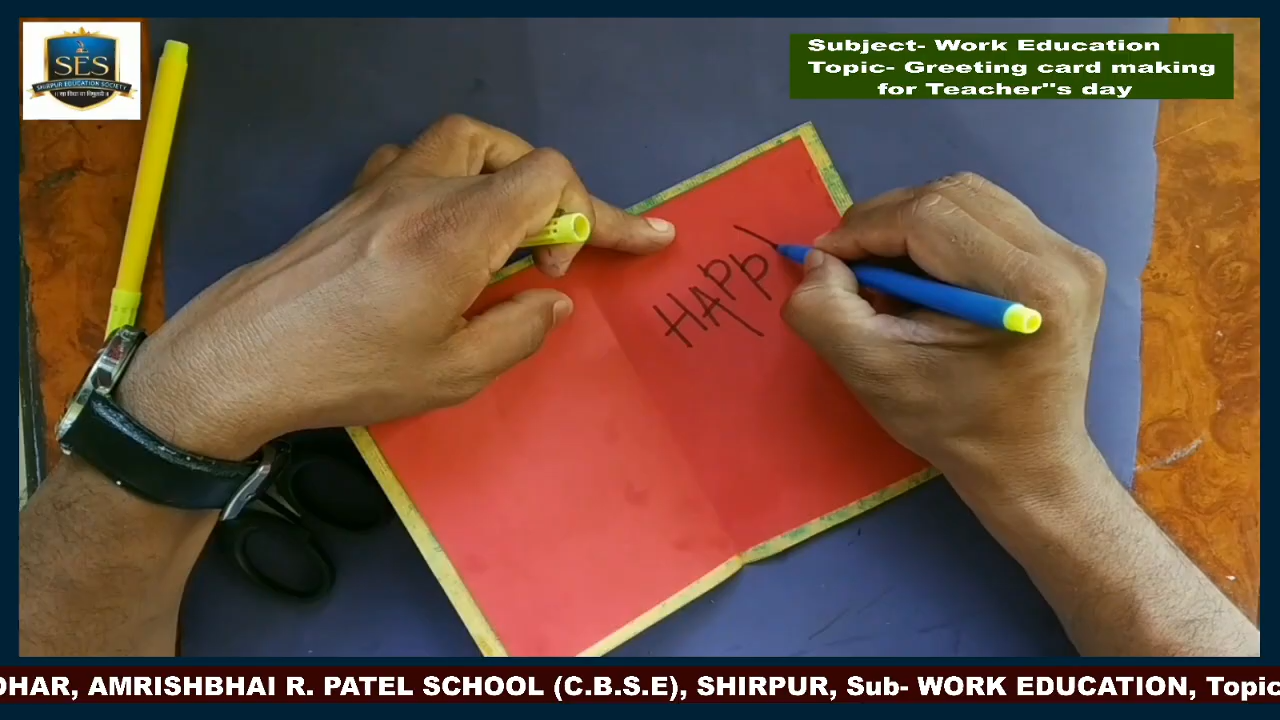 SES
SHIRPUR EDUCATION SOCIETY
Subject- Work Education
Topic- Greeting card making
for Teacher"s day
HAPP
DHAR, AMRISHBHAI R. PATEL SCHOOL (C.B.S.E), SHIRPUR, Sub- WORK EDUCATION, Topic